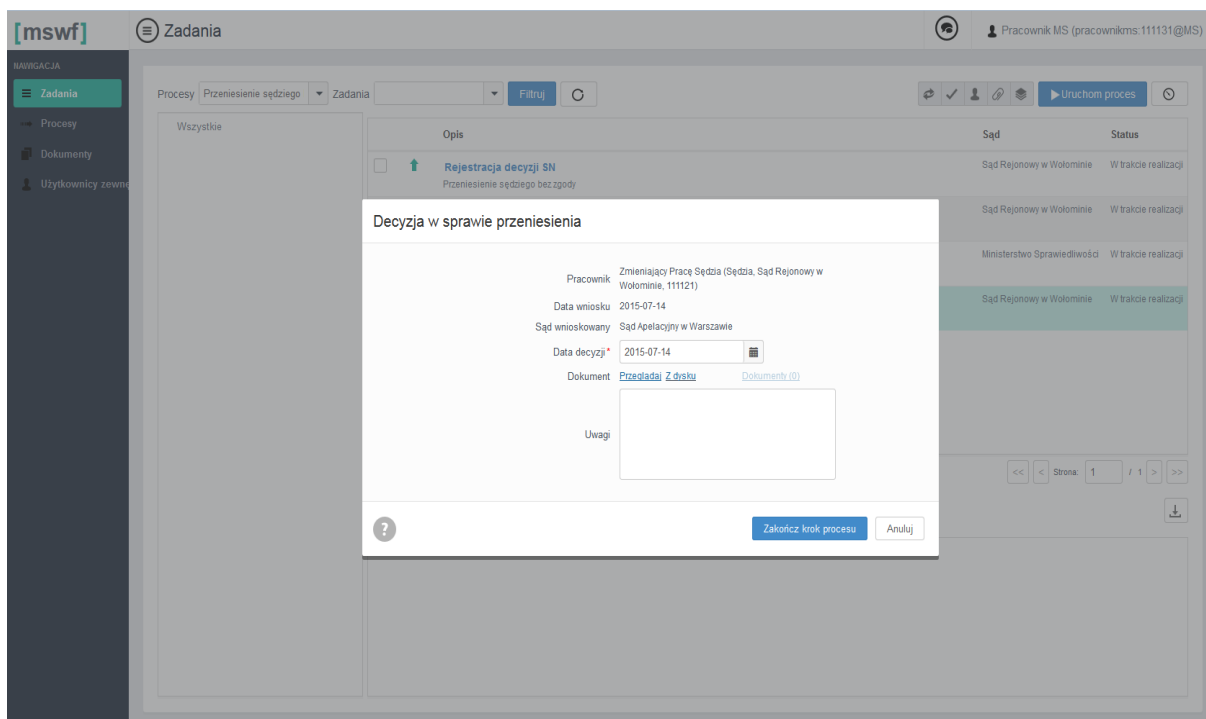 [mswf]
Zadania
Pracownik MS (pracownikms:111131@MS)
NAWIGACJA
Zadania
Procesy
Dokumenty
Użytkownicy zewnę
Procesy Przeniesienie sędziego Zadania Filtruj Uruchom proces
Wszystkie
Opis Sąd Status
Rejestracja decyzji SN Sąd Rejonowy w Wołominie W trakcie realizacji
Przeniesienie sędziego bez zgody
Sąd Rejonowy w Wołominie W trakcie realizacji
Ministerstwo Sprawiedliwości W trakcie realizacji
Sąd Rejonowy w Wołominie W trakcie realizacji
Decyzja w sprawie przeniesienia
Pracownik Zmieniający Pracę Sędzia (Sędzia, Sąd Rejonowy w
Wołominie, 111121)
Data wniosku 2015-07-14
Sąd wnioskowany Sąd Apelacyjny w Warszawie
Data decyzji* 2015-07-14
Dokument Przeglądaj Z dysku Dokumenty (0)
Uwagi
<< < Strona: 1 / 1 > >>
? Zakończ krok procesu Anuluj